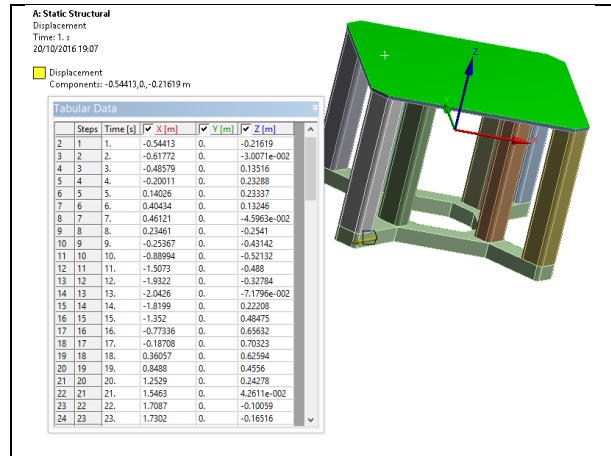 A: Static Structural
Displacement
Time: 1. s
20/10/2016 19:07
Displacement
Components: -0.54413,0.,-0.21619 m
Tabular Data
Steps Time [s] X [m] Y [m] Z [m]
2 1 1. -0.54413 0. -0.21619
3 2 2. -0.61772 0. -3.0071e-002
4 3 3. -0.48579 0. 0.13516
5 4 4. -0.20011 0. 0.23288
6 5 5. 0.14026 0. 0.23337
7 6 6. 0.40434 0. 0.13246
8 7 7. 0.46121 0. -4.5963e-002
9 8 8. 0.23461 0. -0.2541
10 9 9. -0.25367 0. -0.43142
11 10 10. -0.88994 0. -0.52132
12 11 11. -1.5073 0. -0.488
13 12 12. -1.9322 0. -0.32784
14 13 13. -2.0426 0. -7.1796e-002
15 14 14. -1.8199 0. 0.22208
16 15 15. -1.352 0. 0.48475
17 16 16. -0.77336 0. 0.65632
18 17 17. -0.18708 0. 0.70323
19 18 18. 0.36057 0. 0.62594
20 19 19. 0.8488 0. 0.4556
21 20 20. 1.2529 0. 0.24278
22 21 21. 1.5463 0. 4.2611e-002
23 22 22. 1.7087 0. -0.10059
24 23 23. 1.7302 0. -0.16516
Z
Y
X